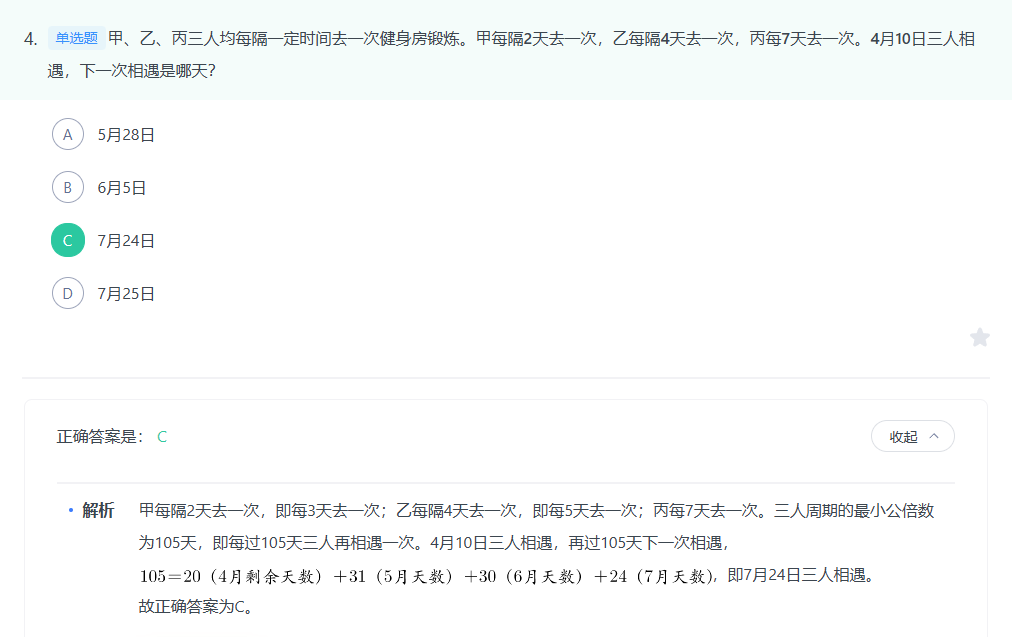 4. 单选题 甲、乙、丙三人均每隔一定时间去一次健身房锻炼。甲每隔2天去一次，乙每隔4天去一次，丙每7天去一次。4月10日三人相
遇，下一次相遇是哪天？
A 5月28日
B 6月5日
C 7月24日
D 7月25日
正确答案是： C
收起
• 解析 甲每隔2天去一次，即每3天去一次；乙每隔4天去一次，即每5天去一次；丙每7天去一次。三人周期的最小公倍数
为105天，即每过105天三人再相遇一次。4月10日三人相遇，再过105天下一次相遇，
105=20（4月剩余天数）+31（5月天数）+30（6月天数）+24（7月天数），即7月24日三人相遇。
故正确答案为C。